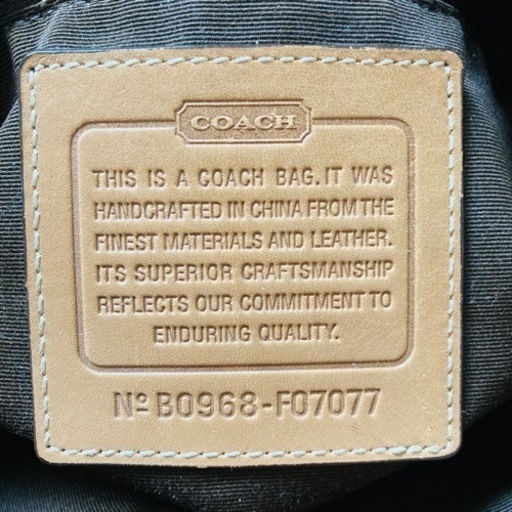 COACH
THIS IS A COACH BAG. IT WAS
HANDCRAFTED IN CHINA FROM THE
FINEST MATERIALS AND LEATHER.
ITS SUPERIOR CRAFTSMANSHIP
REFLECTS OUR COMMITMENT TO
ENDURING QUALITY.
Nº B0968-F07077